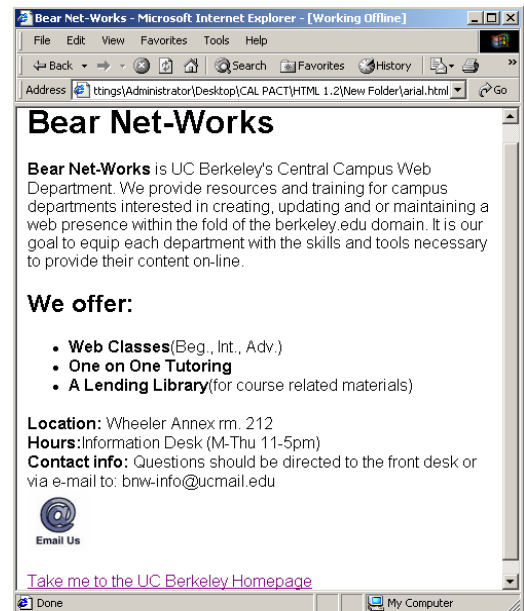 Bear Net-Works - Microsoft Internet Explorer - [Working Offline]
File Edit View Favorites Tools Help
Back Search Favorites History »
Address ttings\Administrator\Desktop\CAL PACT\HTML 1.2\New Folder\arial.html Go
Bear Net-Works
Bear Net-Works is UC Berkeley's Central Campus Web
Department. We provide resources and training for campus
departments interested in creating, updating and or maintaining a
web presence within the fold of the berkeley.edu domain. It is our
goal to equip each department with the skills and tools necessary
to provide their content on-line.
We offer:
• Web Classes(Beg., Int., Adv.)
• One on One Tutoring
• A Lending Library(for course related materials)
Location: Wheeler Annex rm. 212
Hours:Information Desk (M-Thu 11-5pm)
Contact info: Questions should be directed to the front desk or
via e-mail to: bnw-info@ucmail.edu
@
Email Us
Take me to the UC Berkeley Homepage
Done My Computer